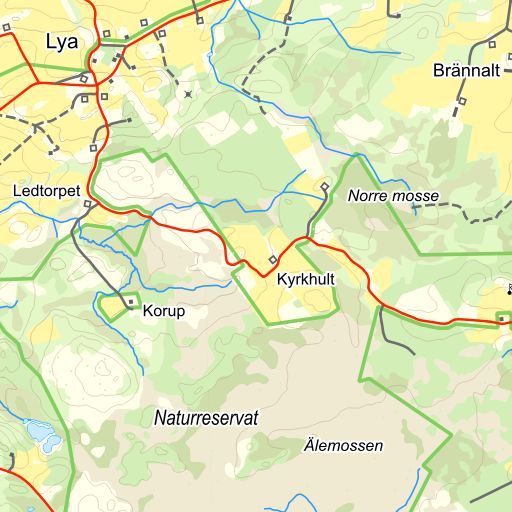 Lya
Brännalt
Ledtorpet
Norre mosse
Kyrkhult
Korup
Naturreservat
Älemossen